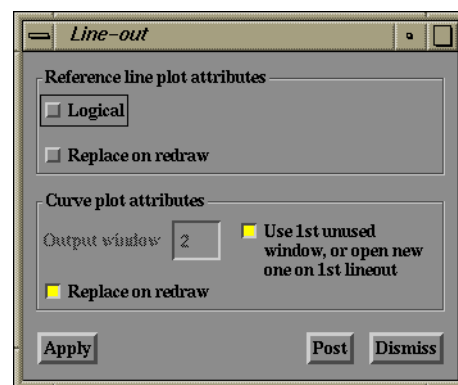 Line-out
Reference line plot attributes
Logical
Replace on redraw
Curve plot attributes
Output window 2
Use 1st unused
window, or open new
one on 1st lineout
Replace on redraw
Apply Post Dismiss